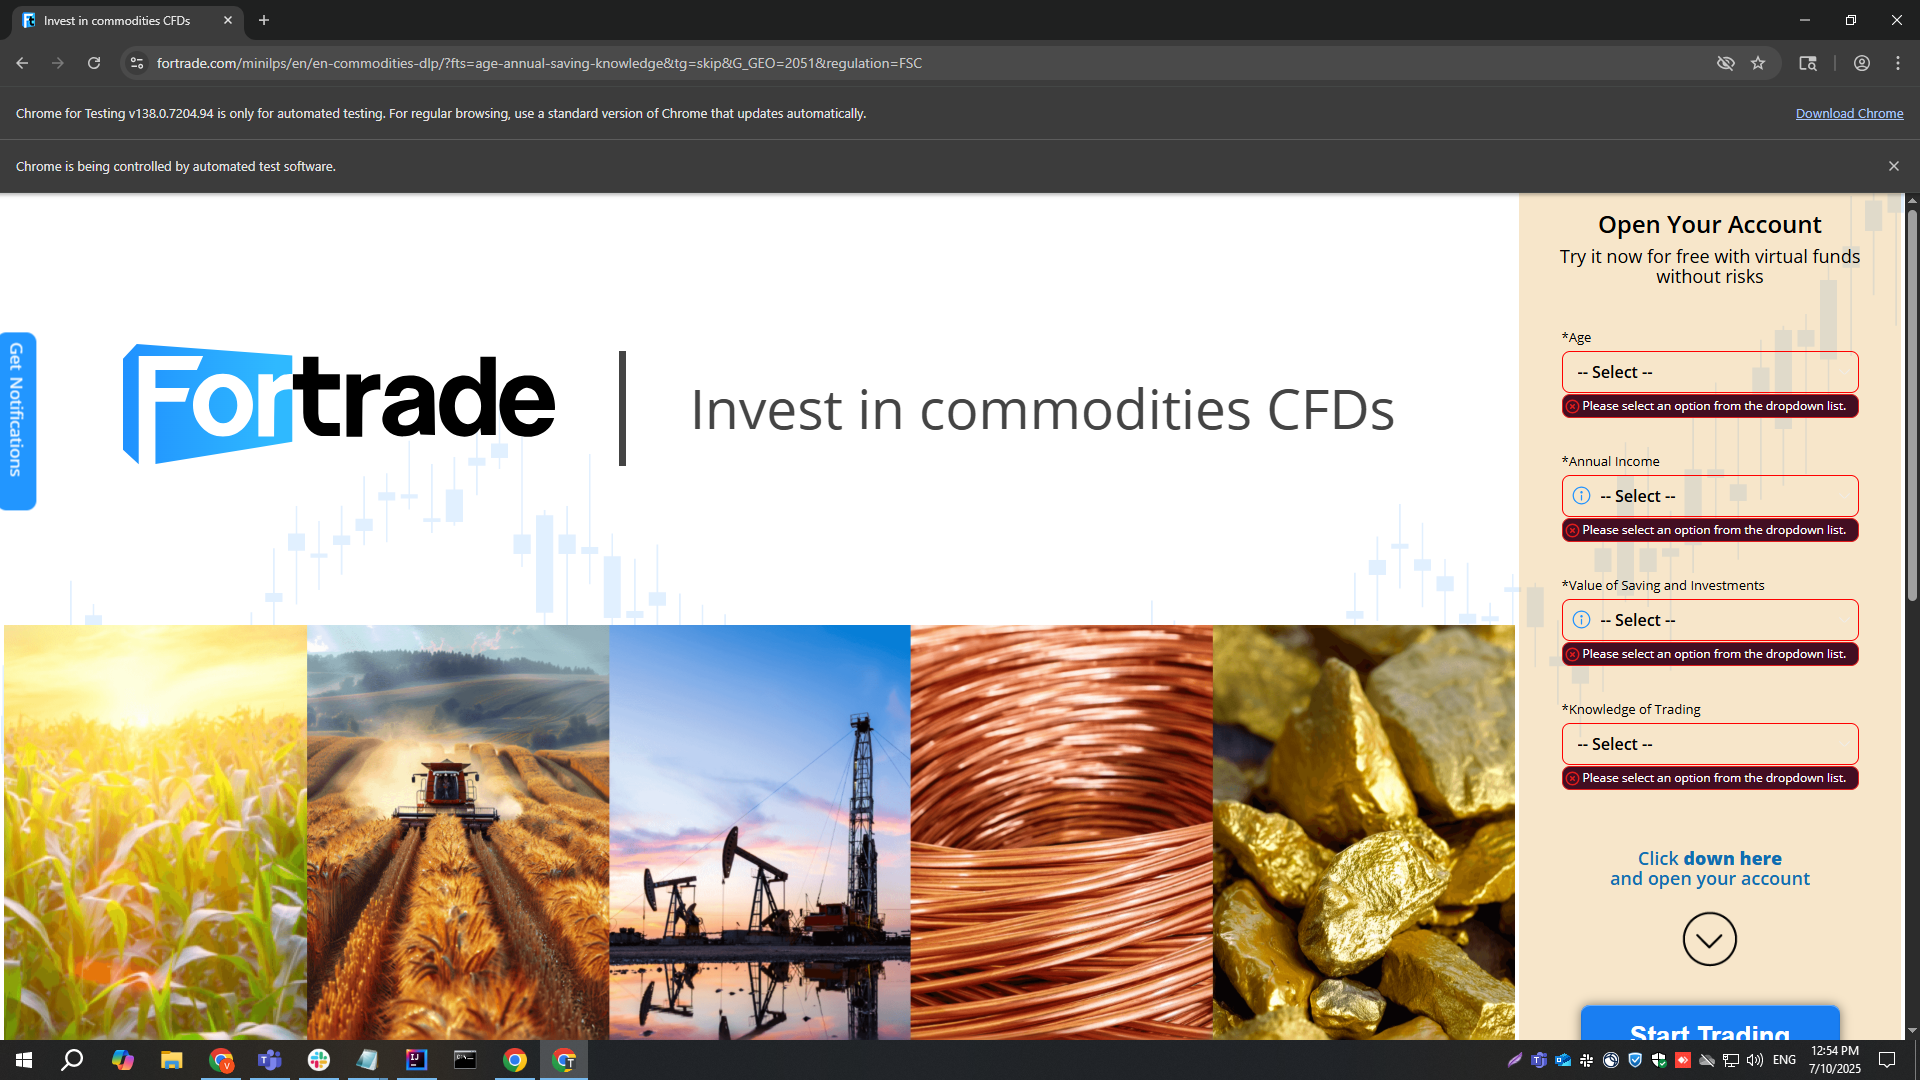 Invest in commodities CFDs
fortrade.com/minilps/en/en-commodities-dlp/?fts=age-annual-saving-knowledge&tg=skip&G_GEO=2051&regulation=FSC
Chrome for Testing v138.0.7204.94 is only for automated testing. For regular browsing, use a standard version of Chrome that updates automatically.
Download Chrome
Chrome is being controlled by automated test software.
Get Notifications
Fortrade
Invest in commodities CFDs
Open Your Account
Try it now for free with virtual funds
without risks
*Age
-- Select --
Please select an option from the dropdown list.
*Annual Income
-- Select --
Please select an option from the dropdown list.
*Value of Saving and Investments
-- Select --
Please select an option from the dropdown list.
*Knowledge of Trading
-- Select --
Please select an option from the dropdown list.
Click down here
and open your account
Start Trading
ENG
12:54 PM
7/10/2025